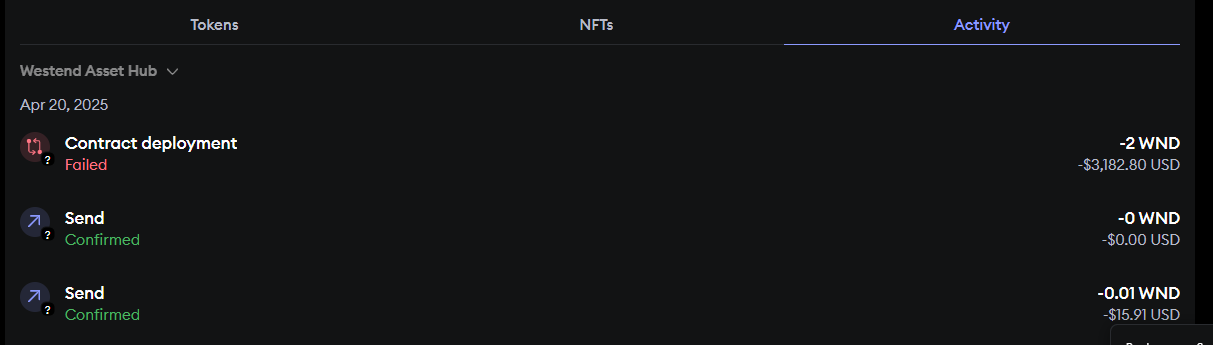 Tokens NFTs Activity
Westend Asset Hub
Apr 20, 2025
Contract deployment -2 WND
? Failed -$3,182.80 USD
Send -0 WND
? Confirmed -$0.00 USD
Send -0.01 WND
? Confirmed -$15.91 USD